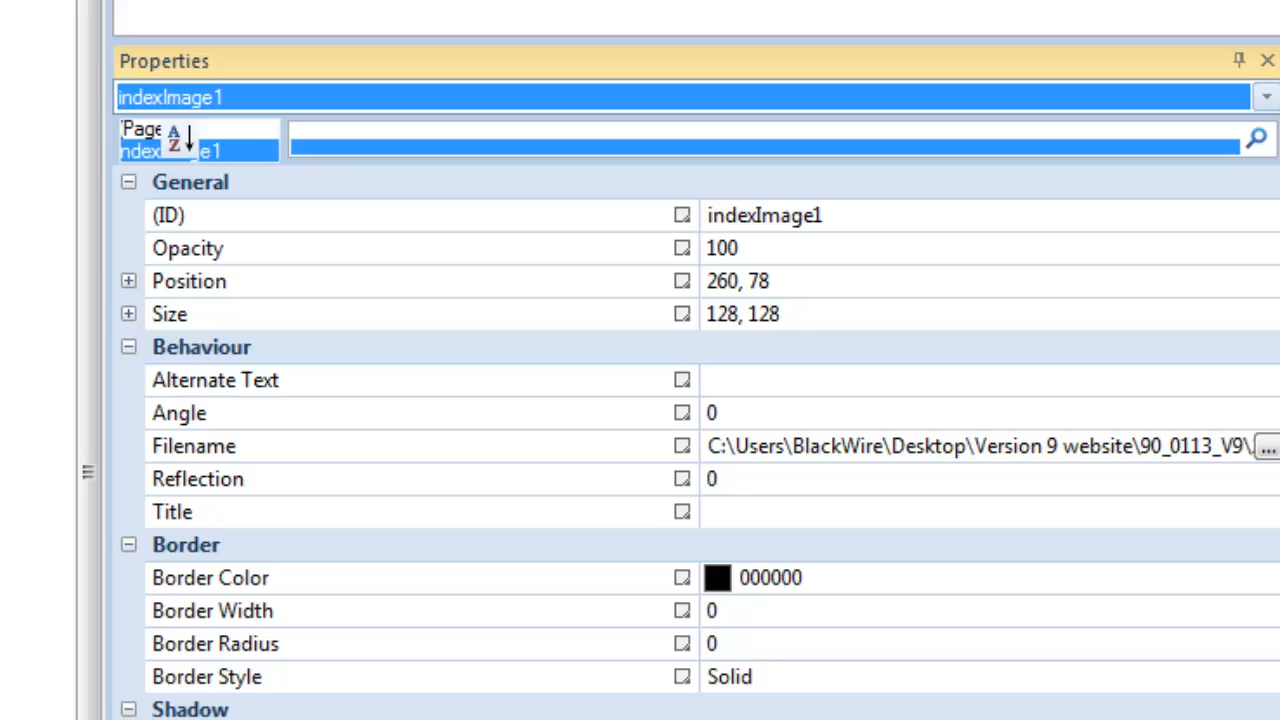 Properties
indexImage1
Page
General
(ID) indexImage1
Opacity 100
Position 260, 78
Size 128, 128
Behaviour
Alternate Text
Angle 0
Filename C:\Users\BlackWire\Desktop\Version 9 website\90_0113_V9\ ...
Reflection 0
Title
Border
Border Color 000000
Border Width 0
Border Radius 0
Border Style Solid
Shadow